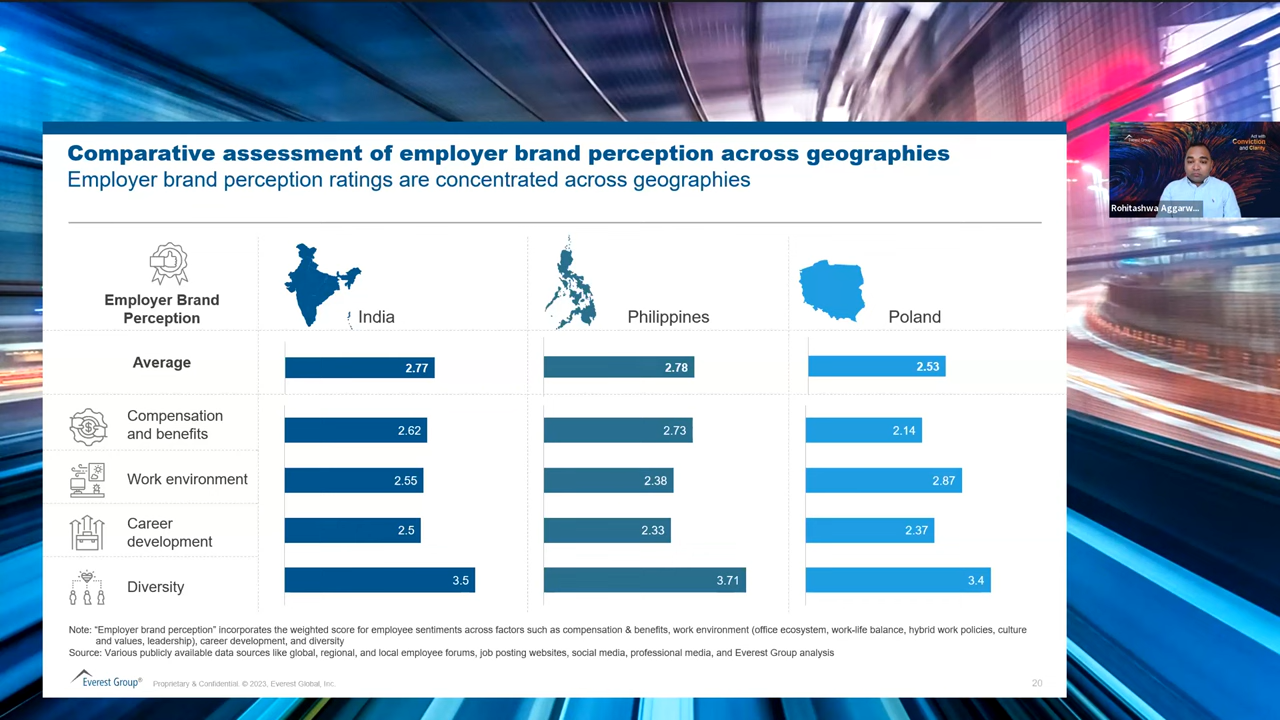 Comparative assessment of employer brand perception across geographies
Employer brand perception ratings are concentrated across geographies
Employer Brand
Perception
India
Philippines
Poland
Average
2.77
2.78
2.53
Compensation
and benefits
2.62
2.73
2.14
Work environment
2.55
2.38
2.87
Career
development
2.5
2.33
2.37
Diversity
3.5
3.71
3.4
Note: “Employer brand perception” incorporates the weighted score for employee sentiments across factors such as compensation & benefits, work environment (office ecosystem, work-life balance, hybrid work policies, culture
and values, leadership), career development, and diversity
Source: Various publicly available data sources like global, regional, and local employee forums, job posting websites, social media, professional media, and Everest Group analysis
Everest Group®
Proprietary & Confidential. © 2023, Everest Global, Inc.
20
Everest Group
Act with
Conviction
and Clarity
Rohitashwa Aggarw...